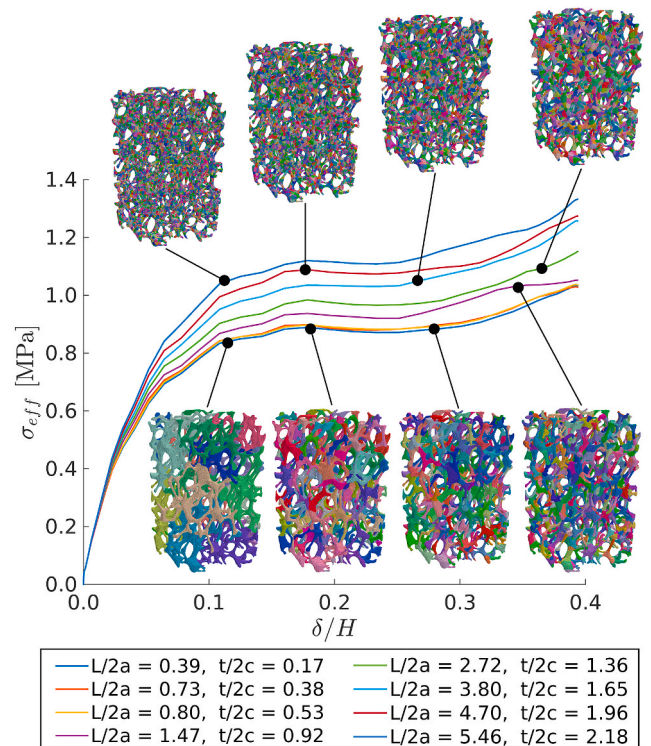 1.4
1.2
1.0
0.8
0.6
0.4
0.2
0.0
σeff [MPa]
0.0 0.1 0.2 0.3 0.4
δ/H
L/2a = 0.39, t/2c = 0.17
L/2a = 0.73, t/2c = 0.38
L/2a = 0.80, t/2c = 0.53
L/2a = 1.47, t/2c = 0.92
L/2a = 2.72, t/2c = 1.36
L/2a = 3.80, t/2c = 1.65
L/2a = 4.70, t/2c = 1.96
L/2a = 5.46, t/2c = 2.18